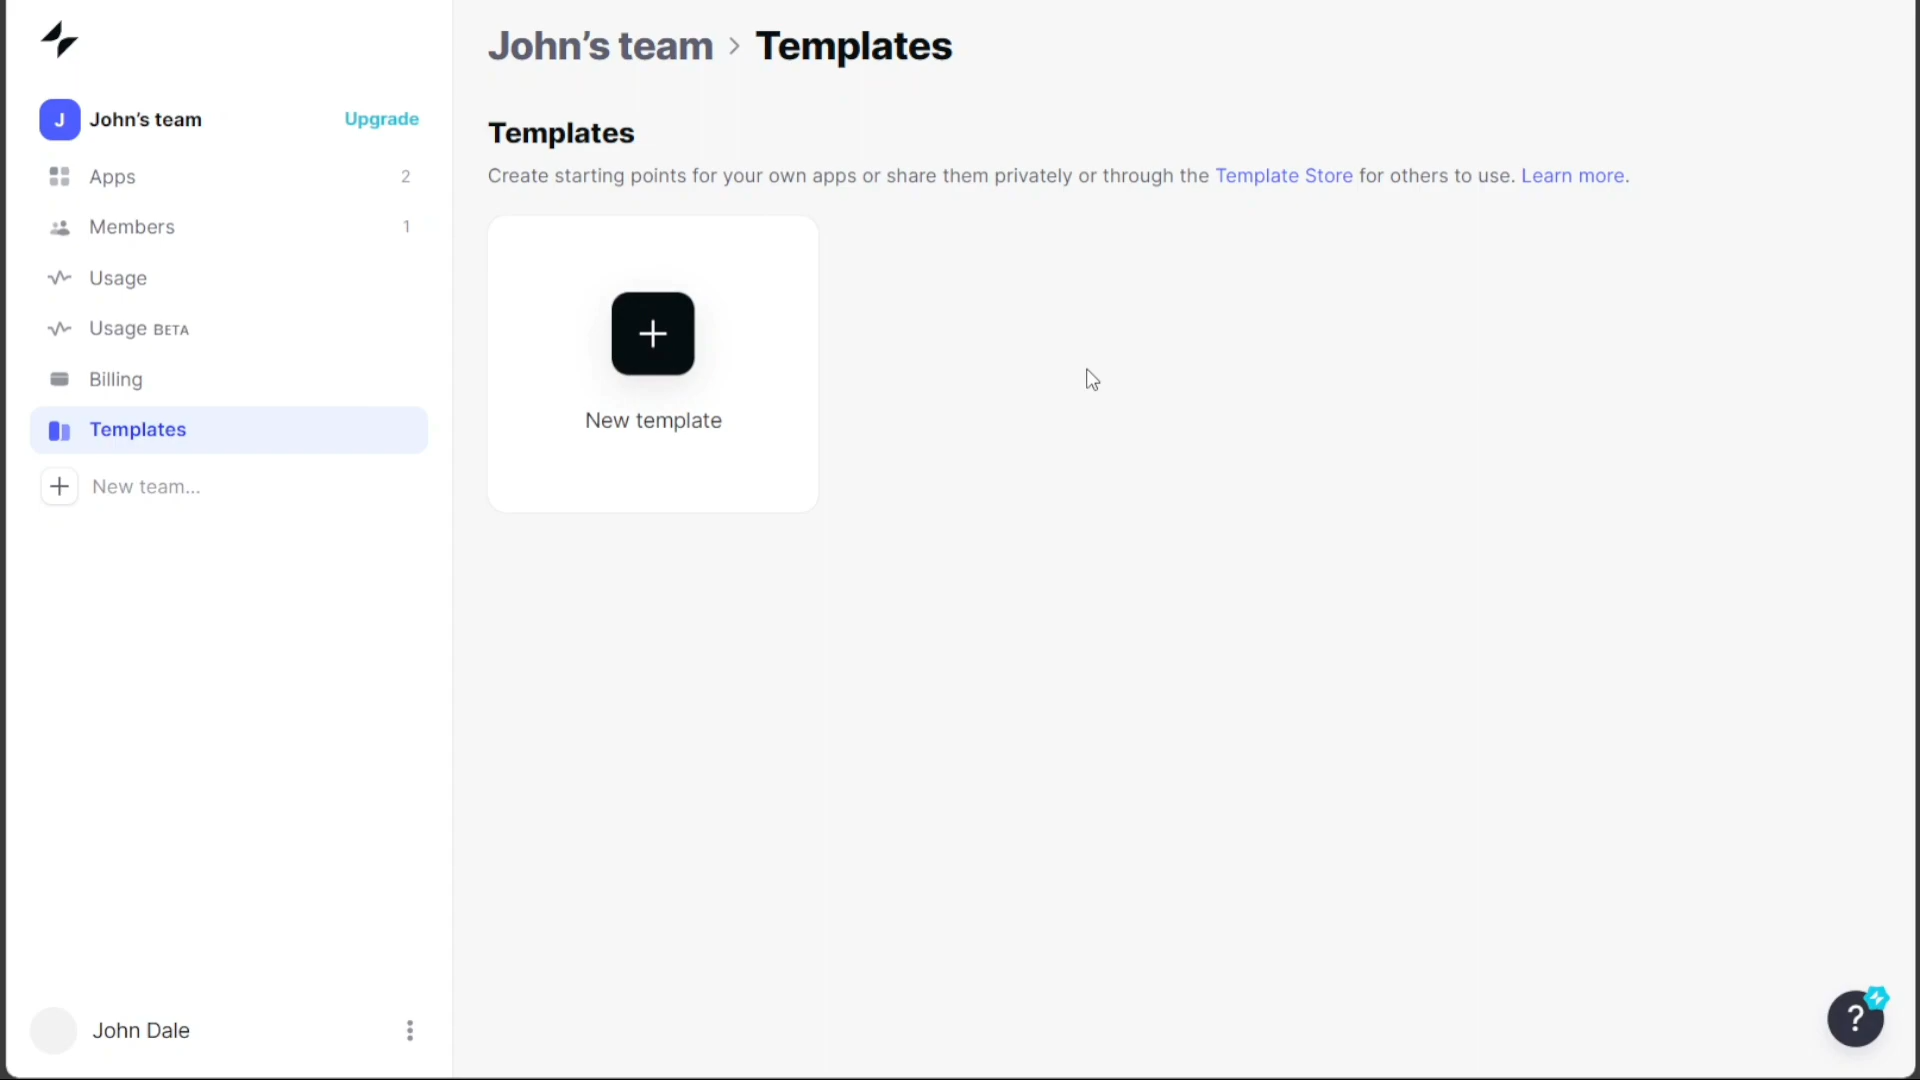 John's team > Templates
J John's team Upgrade
Apps 2
Members 1
Usage
Usage BETA
Billing
Templates
New team...
John Dale
Templates
Create starting points for your own apps or share them privately or through the Template Store for others to use. Learn more.
New template
?